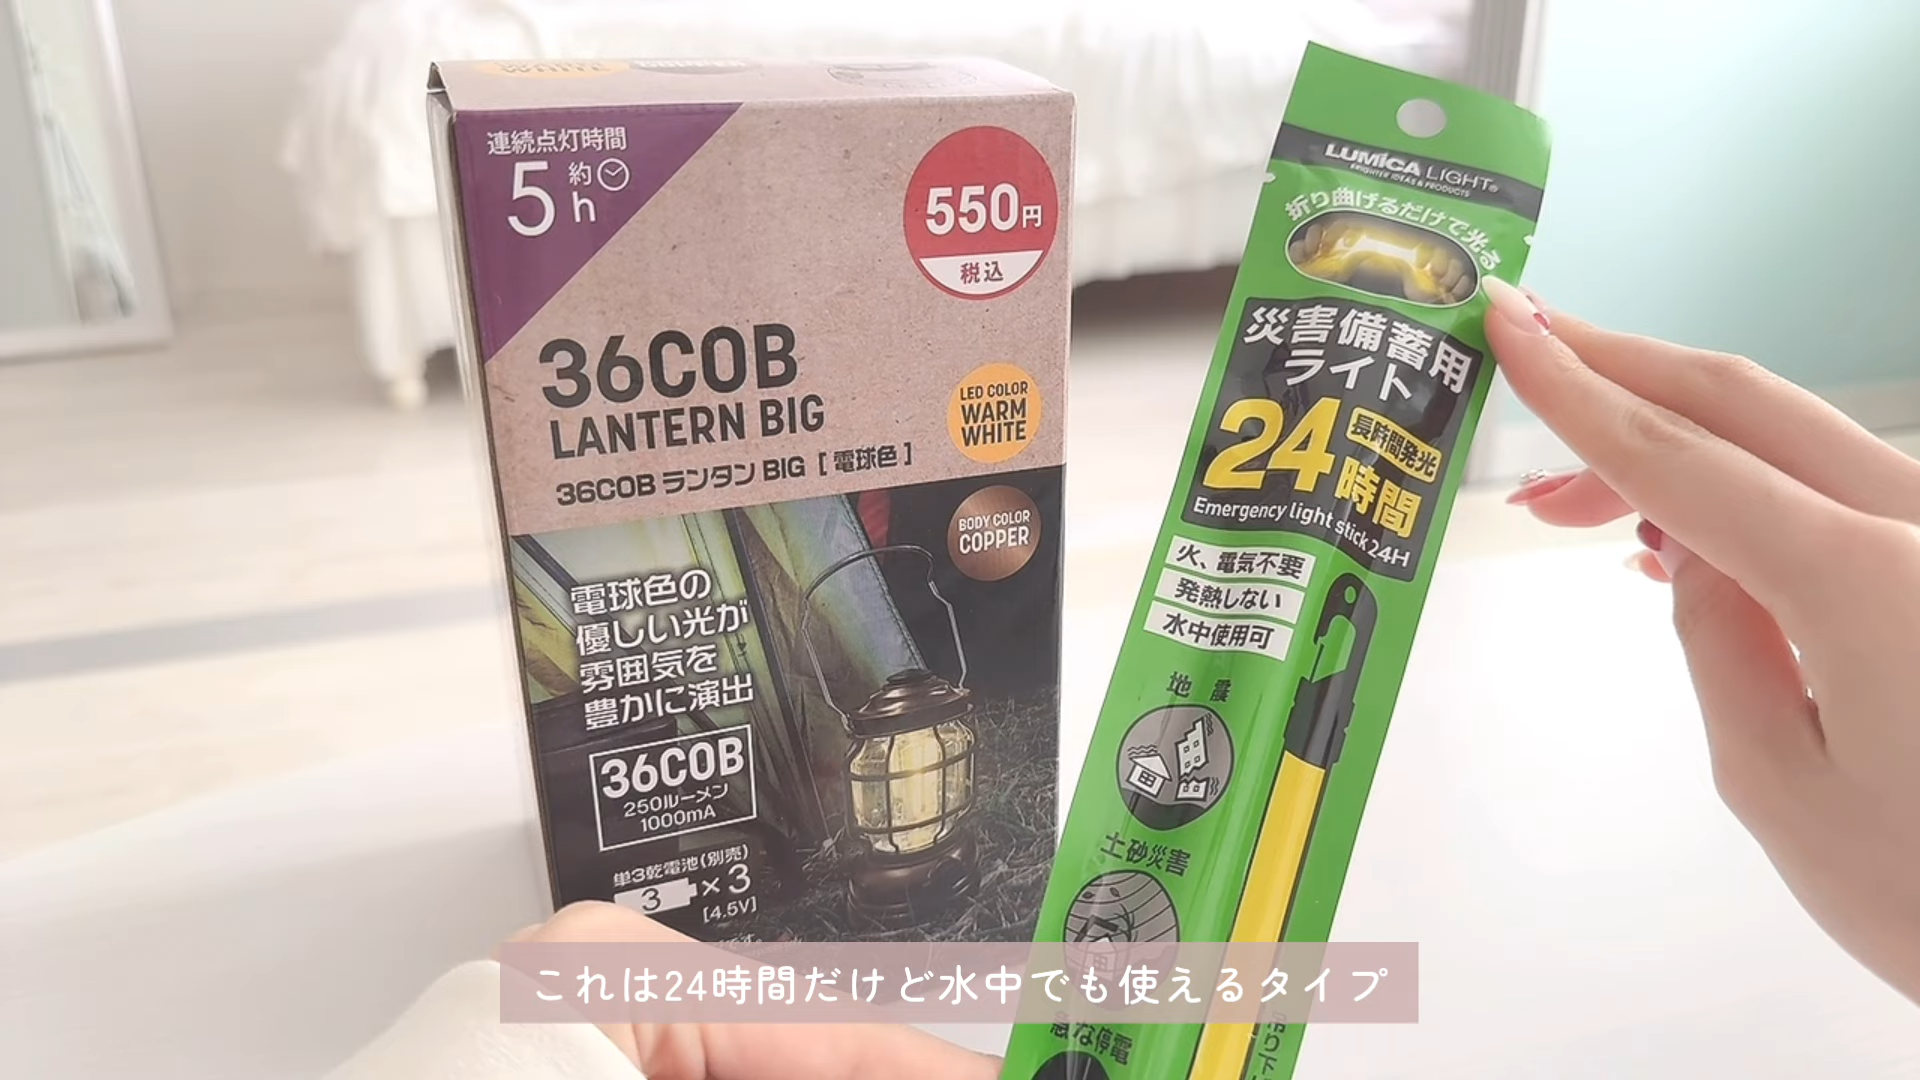 連続点灯時間
約
5h
550円
税込
36COB
LANTERN BIG
36COB ランタン BIG [ 電球色 ]
LED COLOR
WARM
WHITE
BODY COLOR
COPPER
電球色の
優しい光が
雰囲気を
豊かに演出
36COB
250ルーメン
1000mA
単3乾電池(別売)
3 ×3
[4.5V]
LUMICA LIGHT®
BRIGHTER IDEAS & PRODUCTS
折り曲げるだけで光る
災害備蓄用
ライト
長時間発光
24時間
Emergency light stick 24H
火、電気不要
発熱しない
水中使用可
地震
土砂災害
急な停電
これは24時間だけど水中でも使えるタイプ